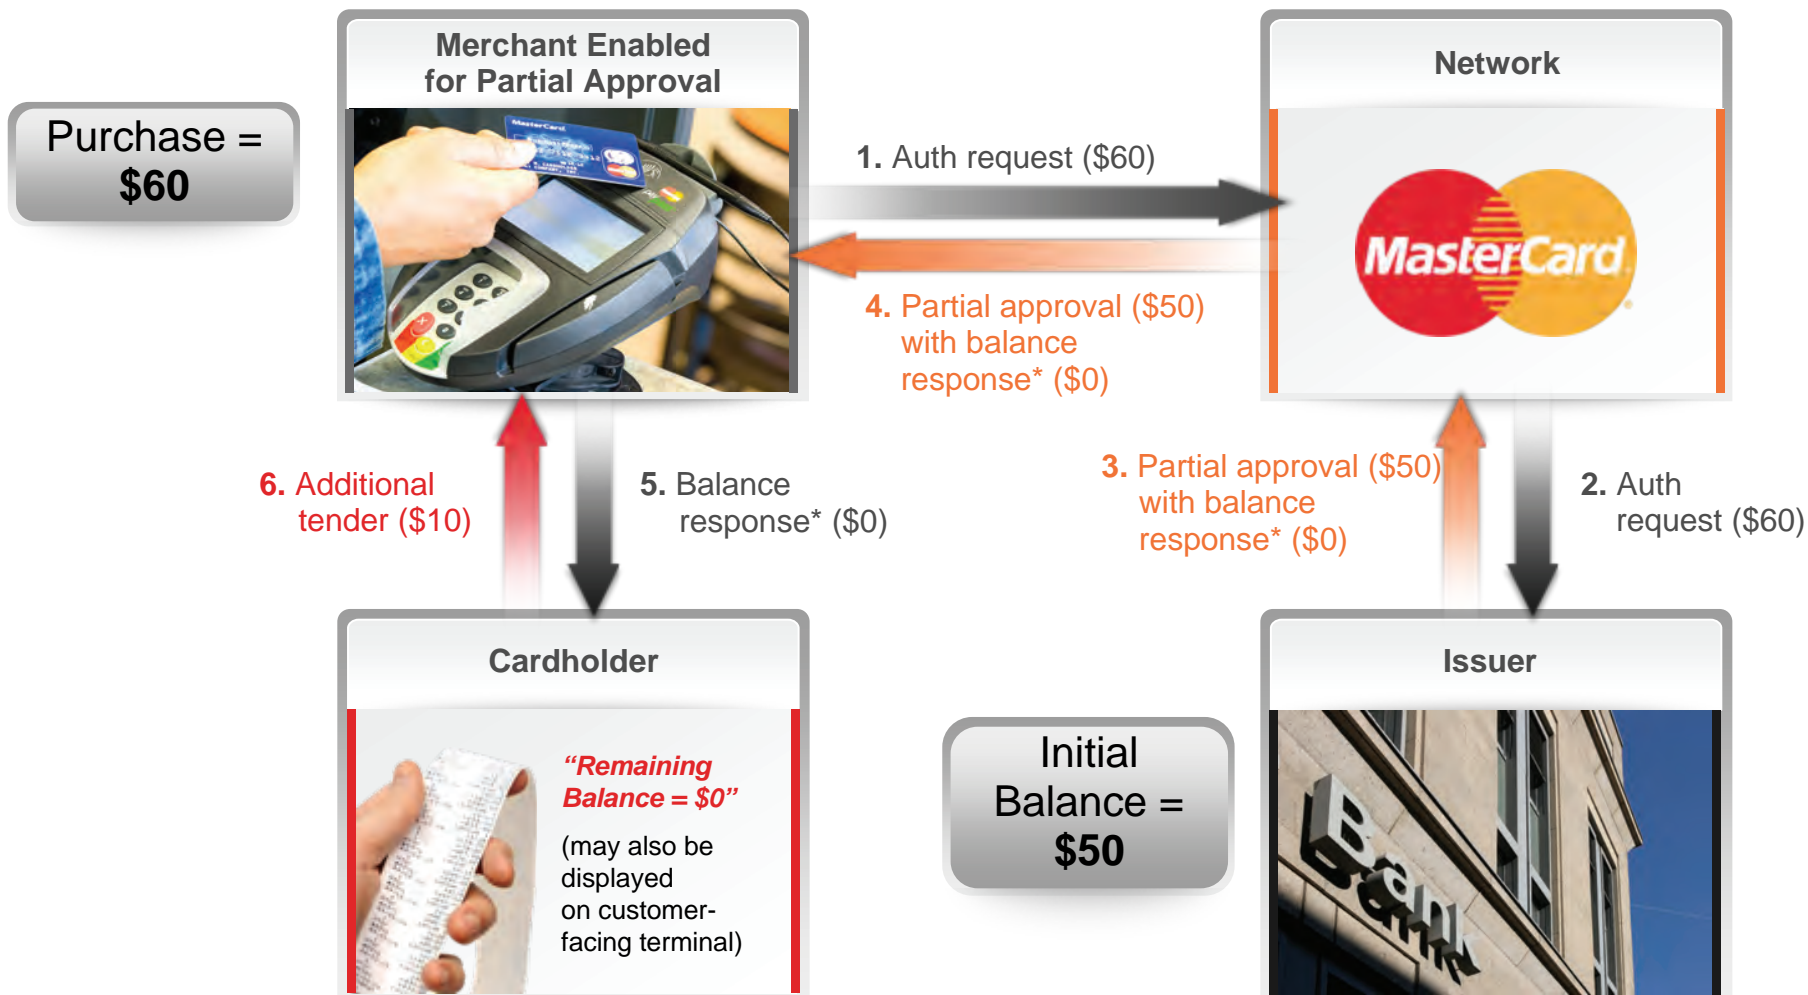 Merchant Enabled
for Partial Approval
Network
Purchase =
$60
MasterCard
1. Auth request ($60)
MasterCard
4. Partial approval ($50)
with balance
response* ($0)
6. Additional
tender ($10)
5. Balance
response* ($0)
3. Partial approval ($50)
with balance
response* ($0)
2. Auth
request ($60)
Cardholder
Issuer
“Remaining
Balance = $0”
(may also be
displayed
on customer-
facing terminal)
Initial
Balance =
$50
Bank